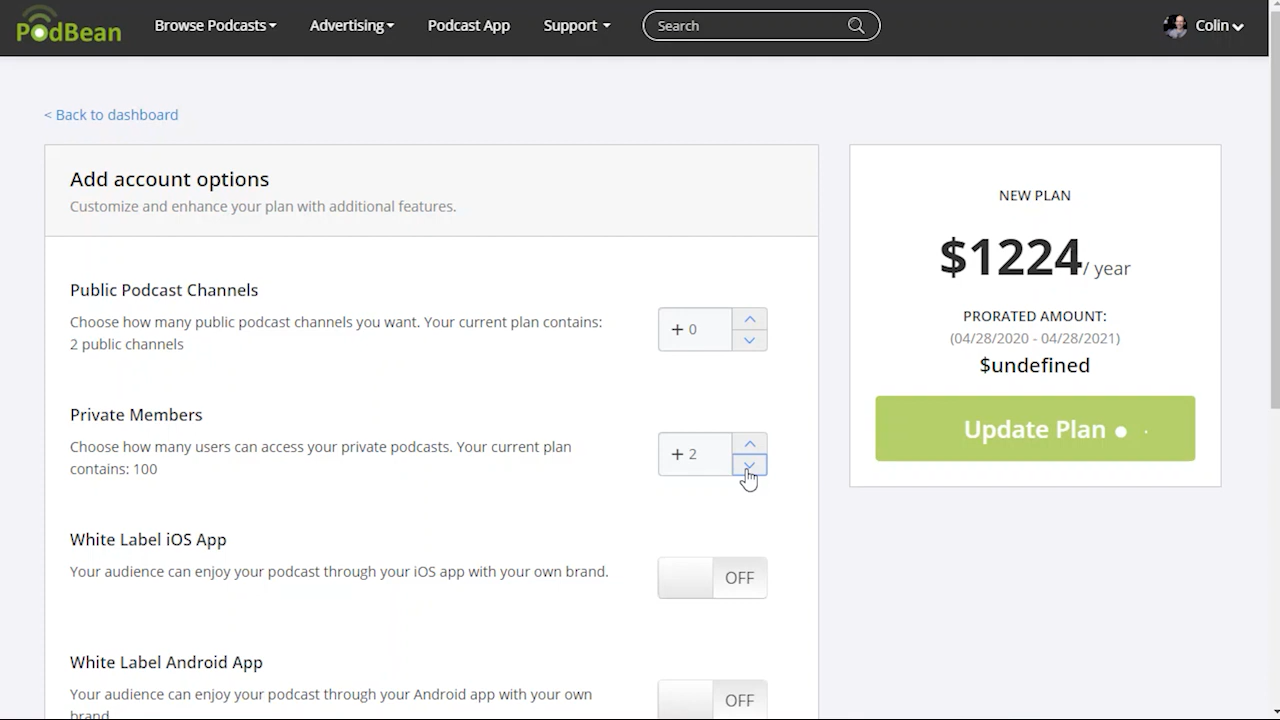 PodBean
Browse Podcasts
Advertising
Podcast App
Support
Search
Colin
< Back to dashboard
Add account options
Customize and enhance your plan with additional features.
Public Podcast Channels
Choose how many public podcast channels you want. Your current plan contains:
2 public channels
+ 0
Private Members
Choose how many users can access your private podcasts. Your current plan
contains: 100
+ 2
White Label iOS App
Your audience can enjoy your podcast through your iOS app with your own brand.
OFF
White Label Android App
Your audience can enjoy your podcast through your Android app with your own
brand.
OFF
NEW PLAN
$1224/ year
PRORATED AMOUNT:
(04/28/2020 - 04/28/2021)
$undefined
Update Plan